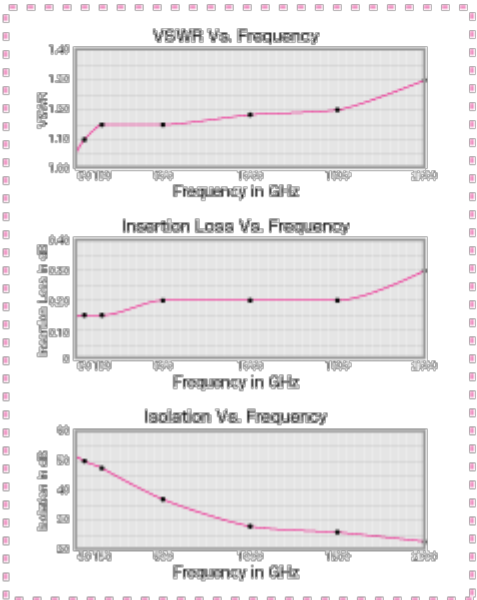 VSWR Vs. Frequency
1.40
1.30
VSWR
1.20
1.10
1.00
Frequency in GHz
Insertion Loss Vs. Frequency
0.40
0.30
Insertion Loss in dB
0.20
0.10
0
Frequency in GHz
Isolation Vs. Frequency
60
50
Isolation in dB
40
30
20
Frequency in GHz